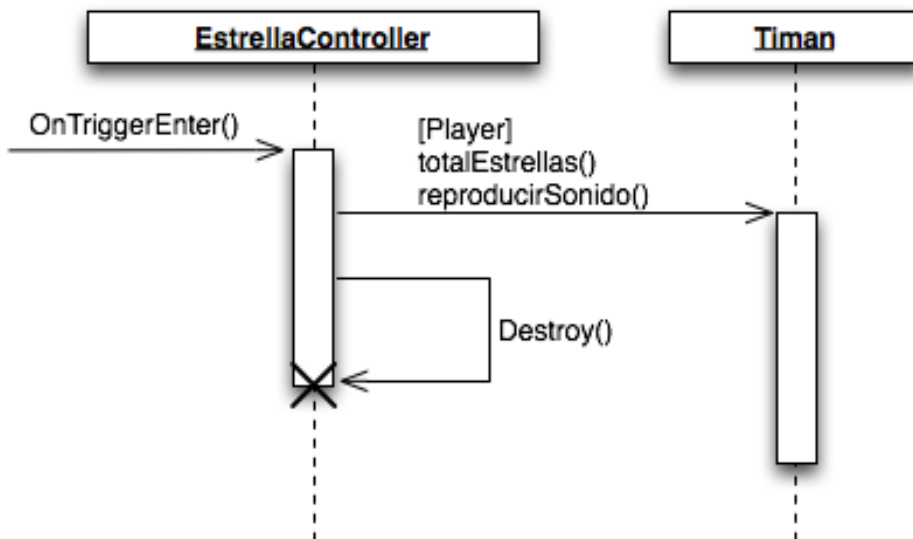 EstrellaController
Timan
OnTriggerEnter()
[Player]
totalEstrellas()
reproducirSonido()
Destroy()